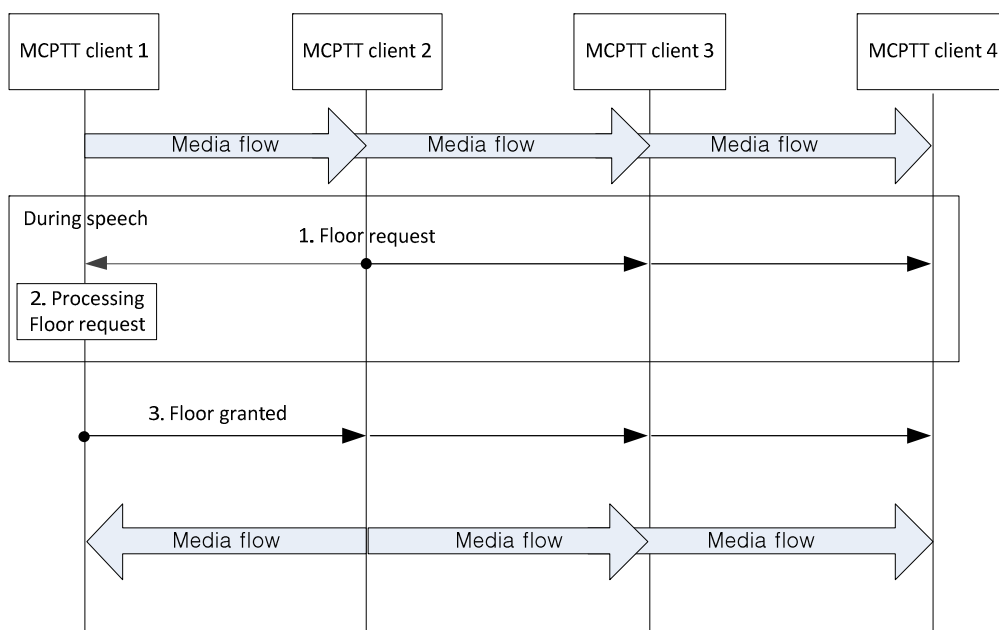 MCPTT client 1
MCPTT client 2
MCPTT client 3
MCPTT client 4
Media flow
Media flow
Media flow
During speech
1. Floor request
2. Processing
Floor request
3. Floor granted
Media flow
Media flow
Media flow